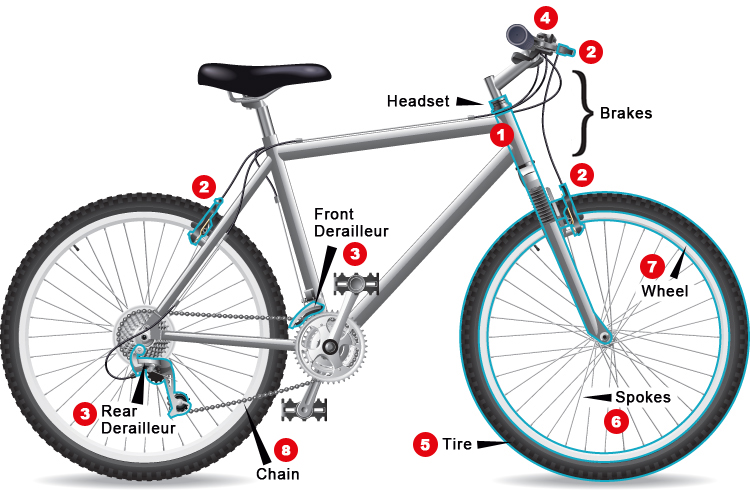 4
2
Headset
1
Brakes
2
2
Front
Derailleur
3
7
Wheel
3
Rear
Derailleur
Spokes
6
5
Tire
8
Chain